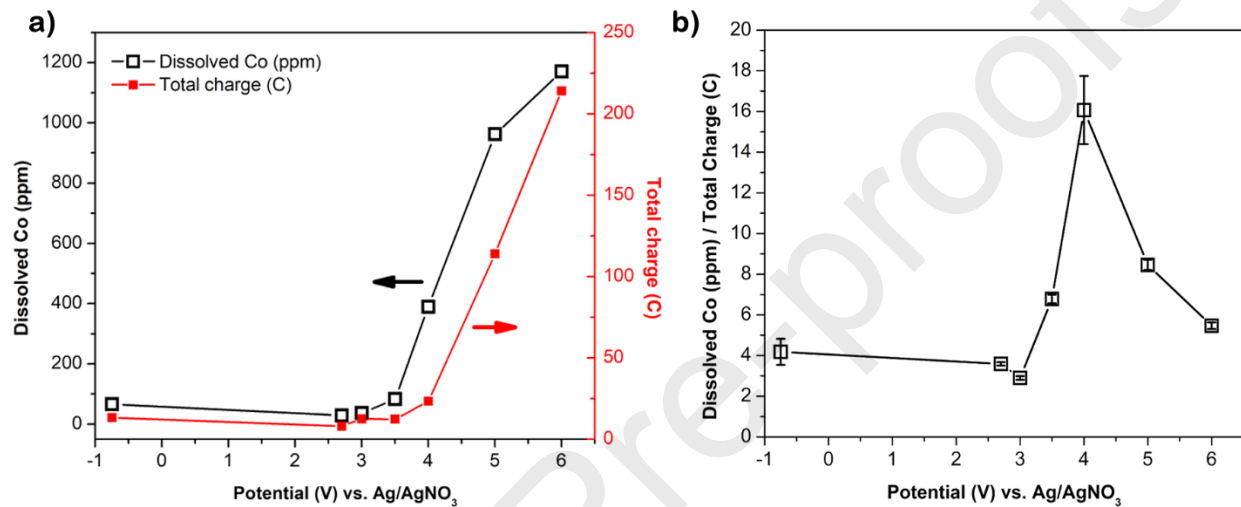 a)
Dissolved Co (ppm)
Total charge (C)
1200
1000
800
600
400
200
0
Dissolved Co (ppm)
250
200
150
100
50
0
Total charge (C)
-1 0 1 2 3 4 5 6
Potential (V) vs. Ag/AgNO₃
b)
20
18
16
14
12
10
8
6
4
2
0
Dissolved Co (ppm) / Total Charge (C)
-1 0 1 2 3 4 5 6
Potential (V) vs. Ag/AgNO₃
Pre-proofs